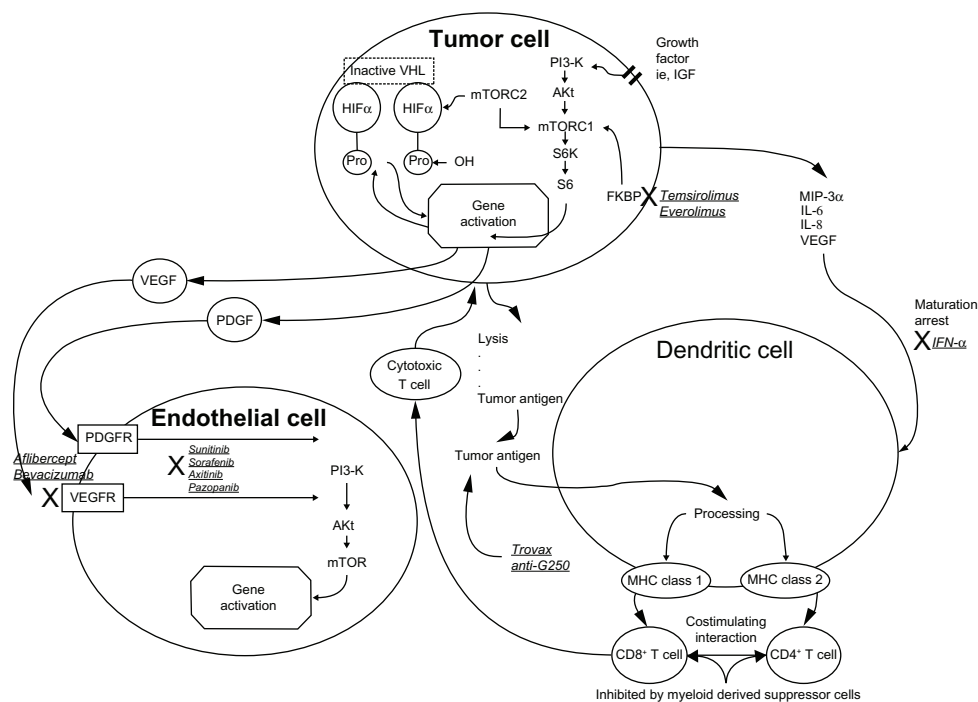 Tumor cell
Growth
factor
ie, IGF
Inactive VHL
HIFα
HIFα
Pro
Pro
OH
mTORC2
PI3-K
AKt
mTORC1
S6K
S6
FKBP
X
Temsirolimus
Everolimus
Gene
activation
MIP-3α
IL-6
IL-8
VEGF
VEGF
PDGF
Maturation
arrest
X IFN-α
Cytotoxic
T cell
Lysis
.
.
.
.
Tumor antigen
Tumor antigen
Trovax
anti-G250
Endothelial cell
PDGFR
Aflibercept
Bevacizumab
X
VEGFR
X
Sunitinib
Sorafenib
Axitinib
Pazopanib
PI3-K
AKt
mTOR
Gene
activation
Dendritic cell
Processing
MHC class 1
MHC class 2
Costimulating
interaction
CD8⁺ T cell
CD4⁺ T cell
Inhibited by myeloid derived suppressor cells